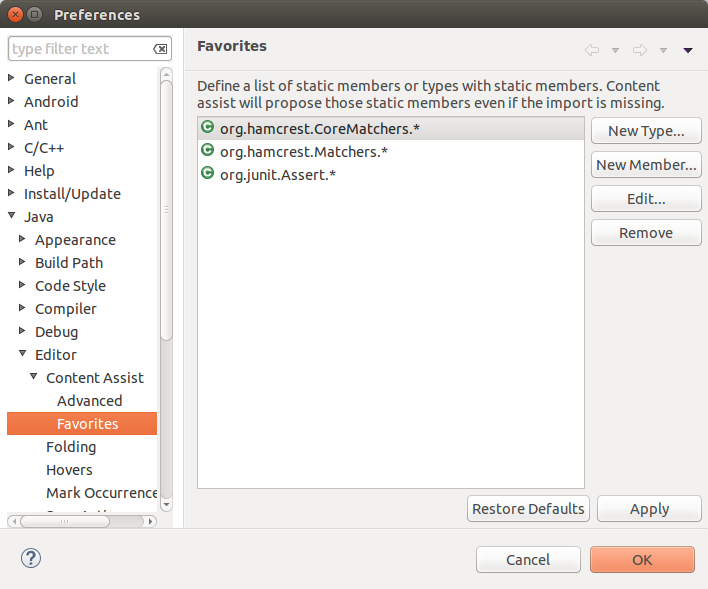 Preferences
type filter text
General
Android
Ant
C/C++
Help
Install/Update
Java
Appearance
Build Path
Code Style
Compiler
Debug
Editor
Content Assist
Advanced
Favorites
Folding
Hovers
Mark Occurrence
Favorites
Define a list of static members or types with static members. Content
assist will propose those static members even if the import is missing.
org.hamcrest.CoreMatchers.*
org.hamcrest.Matchers.*
org.junit.Assert.*
New Type...
New Member...
Edit...
Remove
Restore Defaults
Apply
?
Cancel
OK